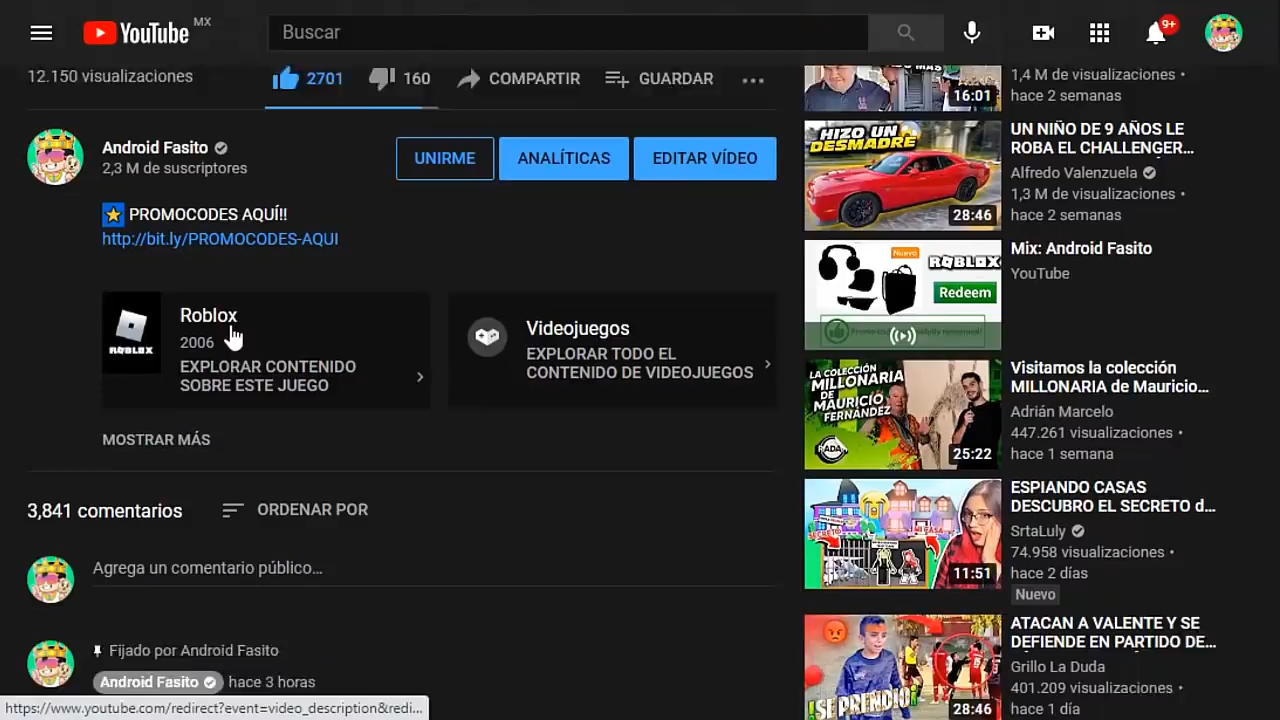 YouTube MX
Buscar
9+
12.150 visualizaciones
2701
160
COMPARTIR
GUARDAR
Android Fasito
2,3 M de suscriptores
UNIRME
ANALÍTICAS
EDITAR VÍDEO
PROMOCODES AQUÍ!!
http://bit.ly/PROMOCODES-AQUI
ROBLOX
Roblox
2006
EXPLORAR CONTENIDO
SOBRE ESTE JUEGO
Videojuegos
EXPLORAR TODO EL
CONTENIDO DE VIDEOJUEGOS
MOSTRAR MÁS
3,841 comentarios
ORDENAR POR
Agrega un comentario público...
Fijado por Android Fasito
Android Fasito
hace 3 horas
https://www.youtube.com/redirect?event=video_description&redi...
16:01
1,4 M de visualizaciones •
hace 2 semanas
HIZO UN
DESMADRE
28:46
UN NIÑO DE 9 AÑOS LE
ROBA EL CHALLENGER...
Alfredo Valenzuela
1,3 M de visualizaciones •
hace 2 semanas
Nuevo
ROBLOX
Redeem
Mix: Android Fasito
YouTube
LA COLECCIÓN
MILLONARIA
DE
MAURICIO
FERNÁNDEZ
RADA
25:22
Visitamos la colección
MILLONARIA de Mauricio...
Adrián Marcelo
447.261 visualizaciones •
hace 1 semana
SECRETO
MI CASA
11:51
ESPIANDO CASAS
DESCUBRO EL SECRETO d...
SrtaLuly
74.958 visualizaciones •
hace 2 días
Nuevo
¡SE PRENDIO!
28:46
ATACAN A VALENTE Y SE
DEFIENDE EN PARTIDO DE...
Grillo La Duda
401.209 visualizaciones •
hace 1 día